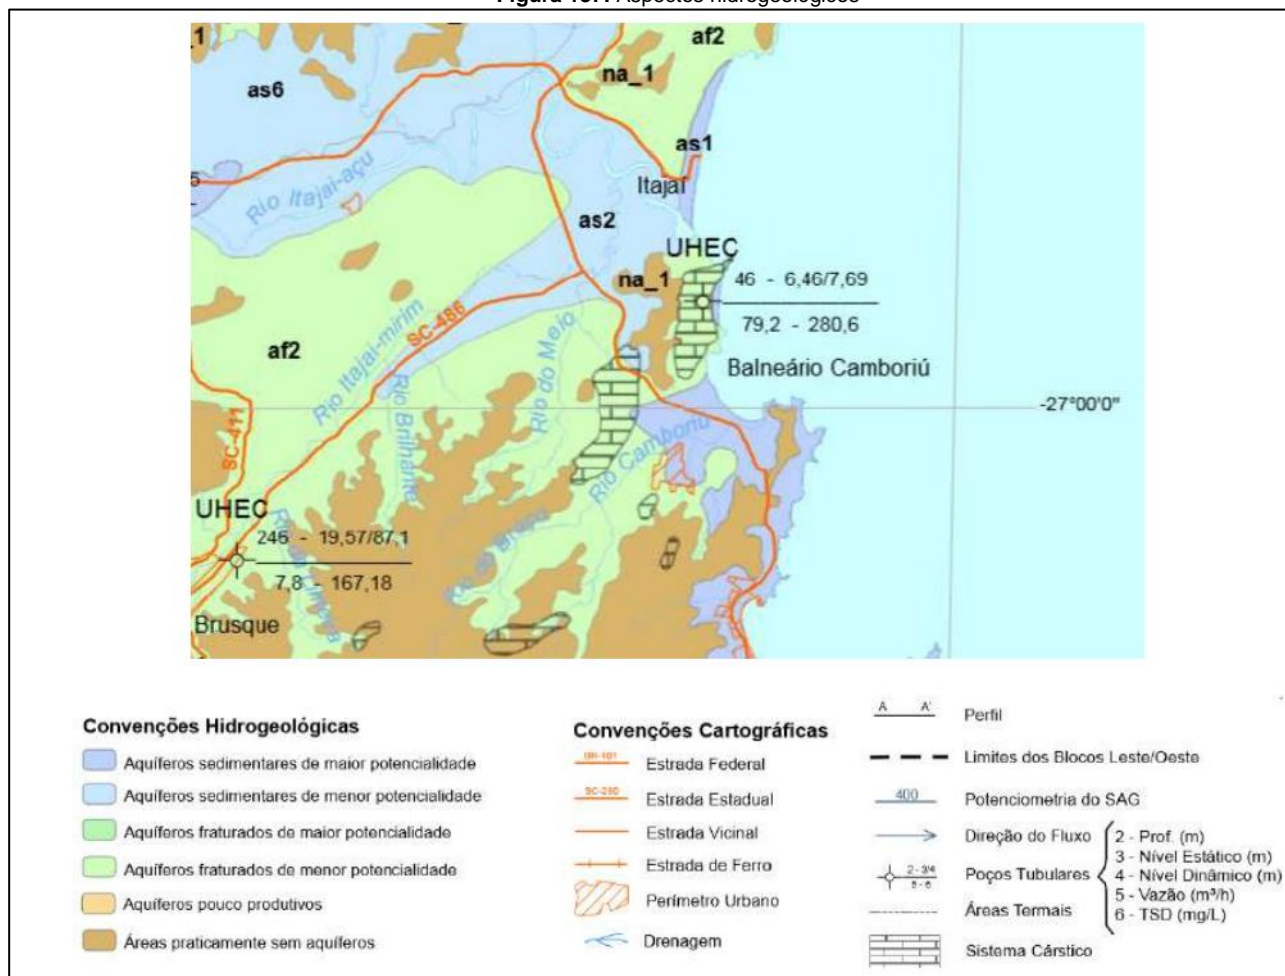 Aspectos hidrogeológicos
_1
af2
na_1
as6
as1
Rio Itajaí-açu
Itajaí
as2
UHEC
na_1
46 - 6,46/7,69
79,2 - 280,6
Rio Itajaí-mirim
SC-486
af2
Rio do Meio
Balneário Camboriú
Rio Brilhante
-27°00'0"
SC-411
Rio Camboriú
UHEC
246 - 19,57/87,1
7,8 - 167,18
Brusque
Convenções Hidrogeológicas
Aquíferos sedimentares de maior potencialidade
Aquíferos sedimentares de menor potencialidade
Aquíferos fraturados de maior potencialidade
Aquíferos fraturados de menor potencialidade
Aquíferos pouco produtivos
Áreas praticamente sem aquíferos
Convenções Cartográficas
BR-101 Estrada Federal
SC-280 Estrada Estadual
Estrada Vicinal
Estrada de Ferro
Perímetro Urbano
Drenagem
A A' Perfil
Limites dos Blocos Leste/Oeste
400 Potenciometria do SAG
Direção do Fluxo
2 - 3/4
5 - 6
Poços Tubulares
2 - Prof. (m)
3 - Nível Estático (m)
4 - Nível Dinâmico (m)
5 - Vazão (m³/h)
6 - TSD (mg/L)
Áreas Termais
Sistema Cárstico